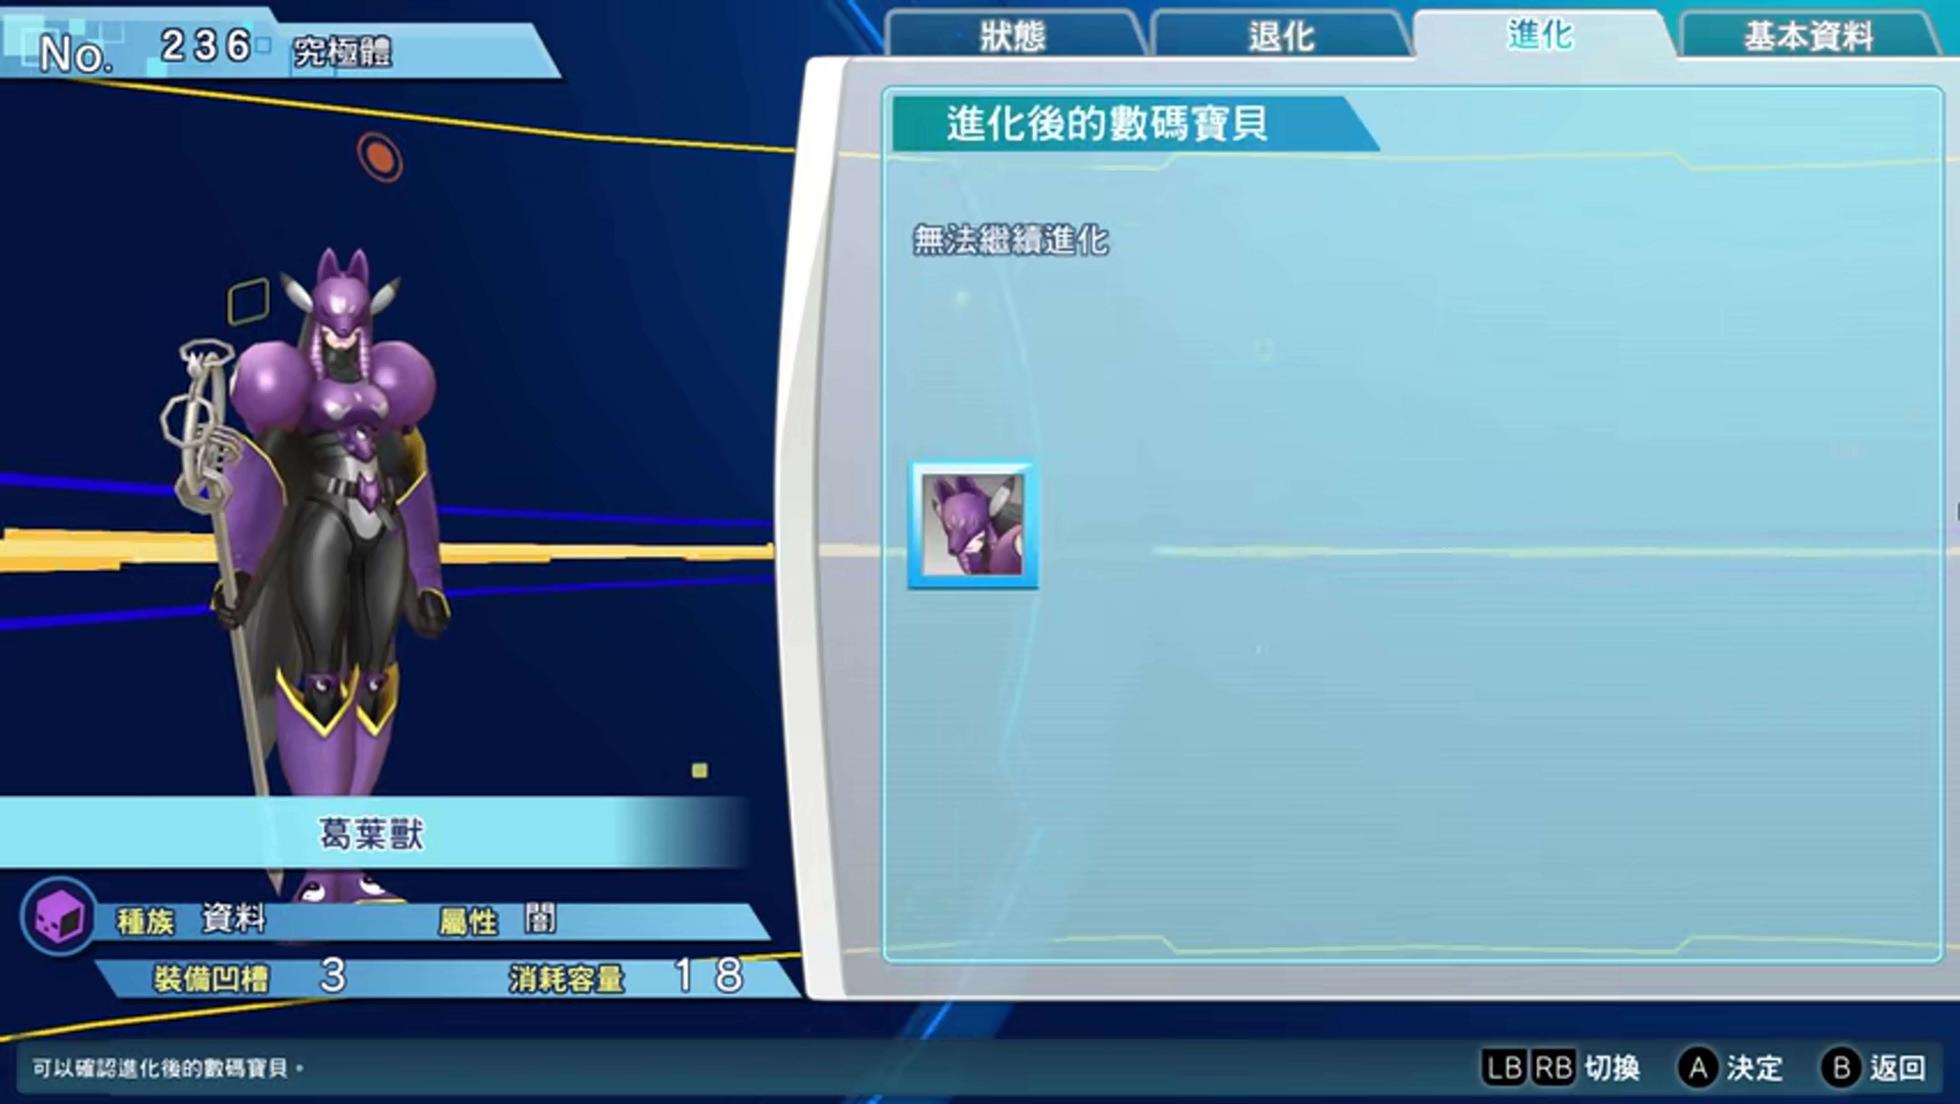 No. 236 究極體
狀態 退化 進化 基本資料
進化後的數碼寶貝
無法繼續進化
葛葉獸
種族 資料 屬性 闇
裝備凹槽 3 消耗容量 18
可以確認進化後的數碼寶貝。
LB RB 切換 A 決定 B 返回